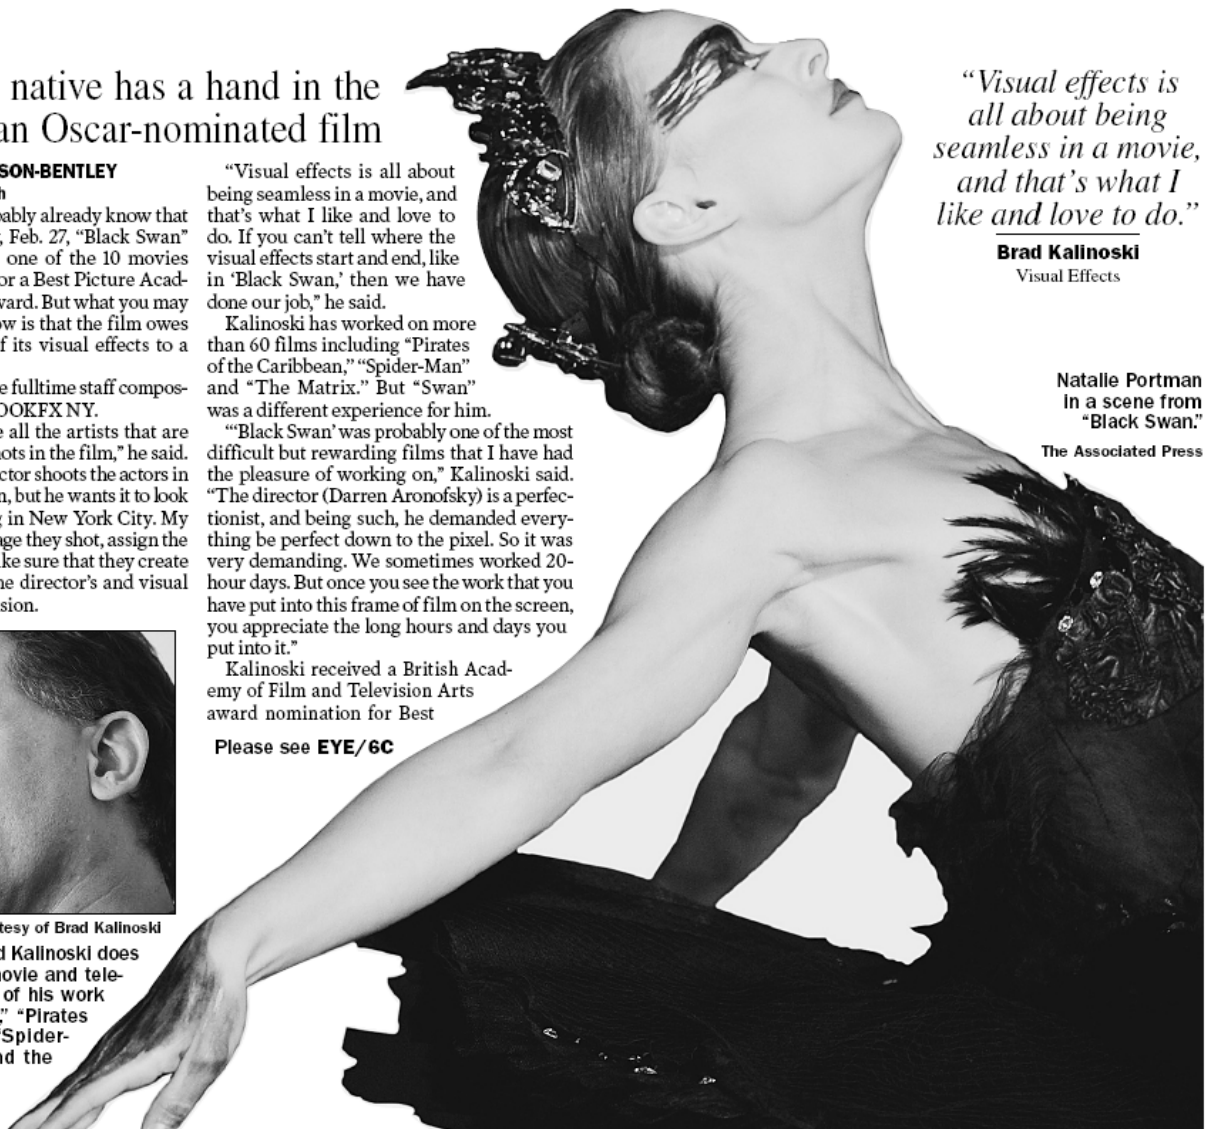 native has a hand in the
an Oscar-nominated film
SON-BENTLEY
h
ably already know that
, Feb. 27, “Black Swan”
one of the 10 movies
or a Best Picture Acad-
ward. But what you may
ow is that the film owes
f its visual effects to a
e fulltime staff compos-
OOKFX NY.
e all the artists that are
ots in the film,” he said.
ctor shoots the actors in
n, but he wants it to look
g in New York City. My
age they shot, assign the
ke sure that they create
he director’s and visual
sion.
tesy of Brad Kalinoski
d Kalinoski does
ovie and tele-
of his work
,” “Pirates
“Spider-
nd the
“Visual effects is all about
being seamless in a movie, and
that’s what I like and love to
do. If you can’t tell where the
visual effects start and end, like
in ‘Black Swan,’ then we have
done our job,” he said.
Kalinoski has worked on more
than 60 films including “Pirates
of the Caribbean,” “Spider-Man”
and “The Matrix.” But “Swan”
was a different experience for him.
“‘Black Swan’ was probably one of the most
difficult but rewarding films that I have had
the pleasure of working on,” Kalinoski said.
“The director (Darren Aronofsky) is a perfec-
tionist, and being such, he demanded every-
thing be perfect down to the pixel. So it was
very demanding. We sometimes worked 20-
hour days. But once you see the work that you
have put into this frame of film on the screen,
you appreciate the long hours and days you
put into it.”
Kalinoski received a British Acad-
emy of Film and Television Arts
award nomination for Best
Please see EYE/6C
“Visual effects is
all about being
seamless in a movie,
and that’s what I
like and love to do.”
Brad Kalinoski
Visual Effects
Natalie Portman
in a scene from
“Black Swan.”
The Associated Press